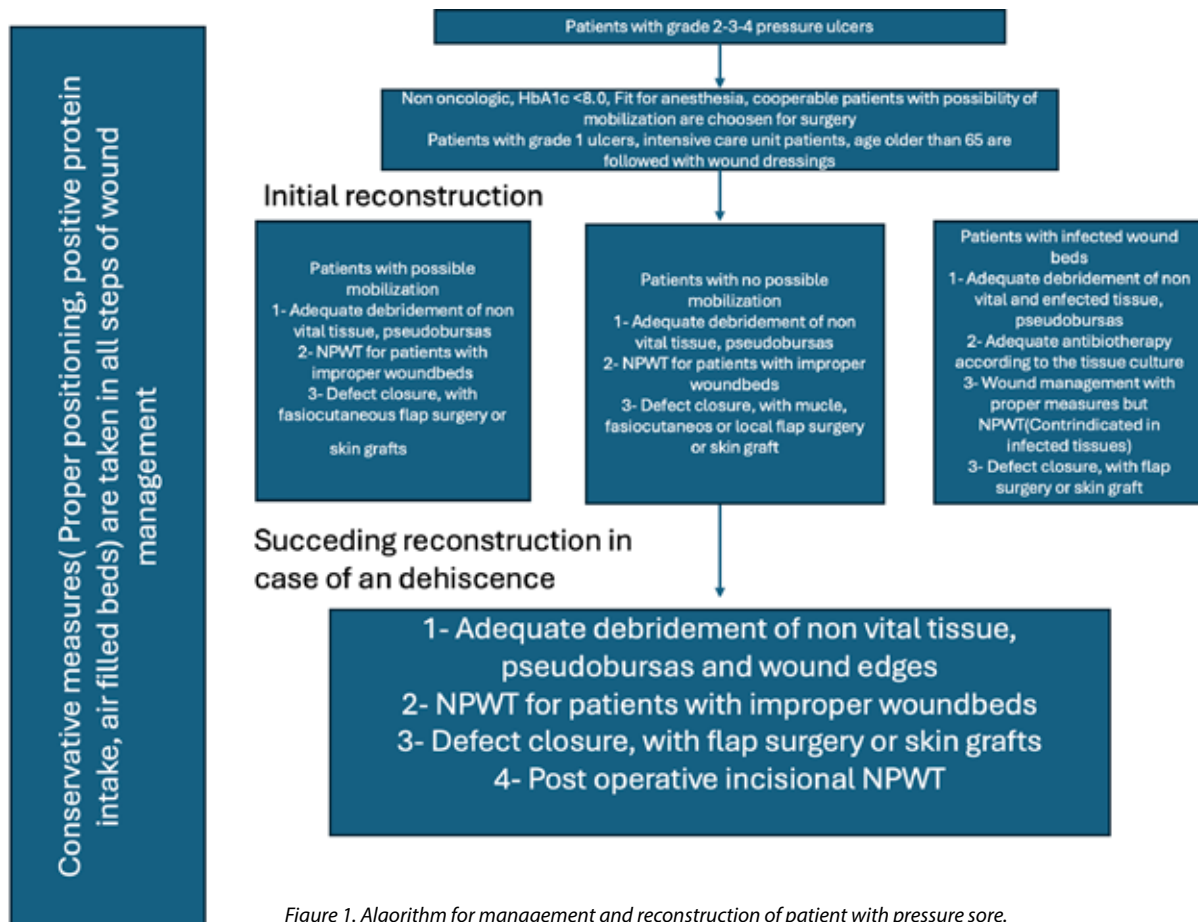 Conservative measures( Proper positioning, positive protein
intake, air filled beds) are taken in all steps of wound
management
Patients with grade 2-3-4 pressure ulcers
Non oncologic, HbA1c <8.0, Fit for anesthesia, cooperable patients with possibility of
mobilization are choosen for surgery
Patients with grade 1 ulcers, intensive care unit patients, age older than 65 are
followed with wound dressings
Initial reconstruction
Patients with possible
mobilization
1- Adequate debridement of non
vital tissue, pseudobursas
2- NPWT for patients with
improper woundbeds
3- Defect closure, with
fasiocutaneous flap surgery or
skin grafts
Patients with no possible
mobilization
1- Adequate debridement of non
vital tissue, pseudobursas
2- NPWT for patients with improper
woundbeds
3- Defect closure, with mucle,
fasiocutaneos or local flap surgery
or skin graft
Patients with infected wound
beds
1- Adequate debridement of non
vital and enfected tissue,
pseudobursas
2- Adequate antibiotherapy
according to the tissue culture
3- Wound management with
proper measures but
NPWT(Contrindicated in
infected tissues)
3- Defect closure, with flap
surgery or skin graft
Succeding reconstruction in
case of an dehiscence
1- Adequate debridement of non vital tissue,
pseudobursas and wound edges
2- NPWT for patients with improper woundbeds
3- Defect closure, with flap surgery or skin grafts
4- Post operative incisional NPWT
Figure 1. Algorithm for management and reconstruction of patient with pressure sore.